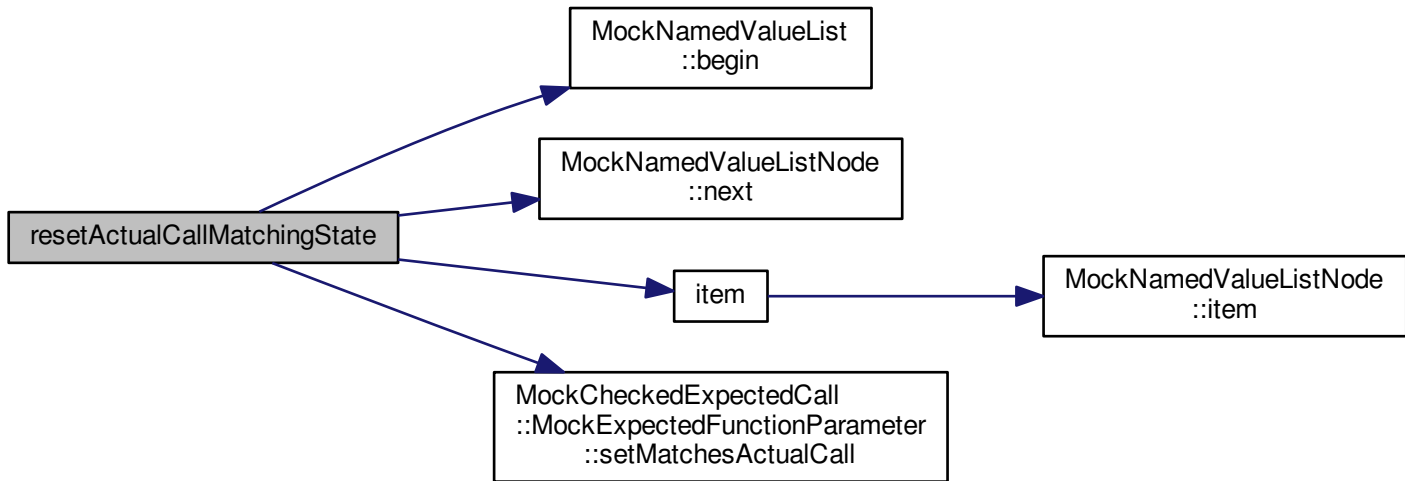 MockNamedValueList
::begin
MockNamedValueListNode
::next
resetActualCallMatchingState
item
MockNamedValueListNode
::item
MockCheckedExpectedCall
::MockExpectedFunctionParameter
::setMatchesActualCall